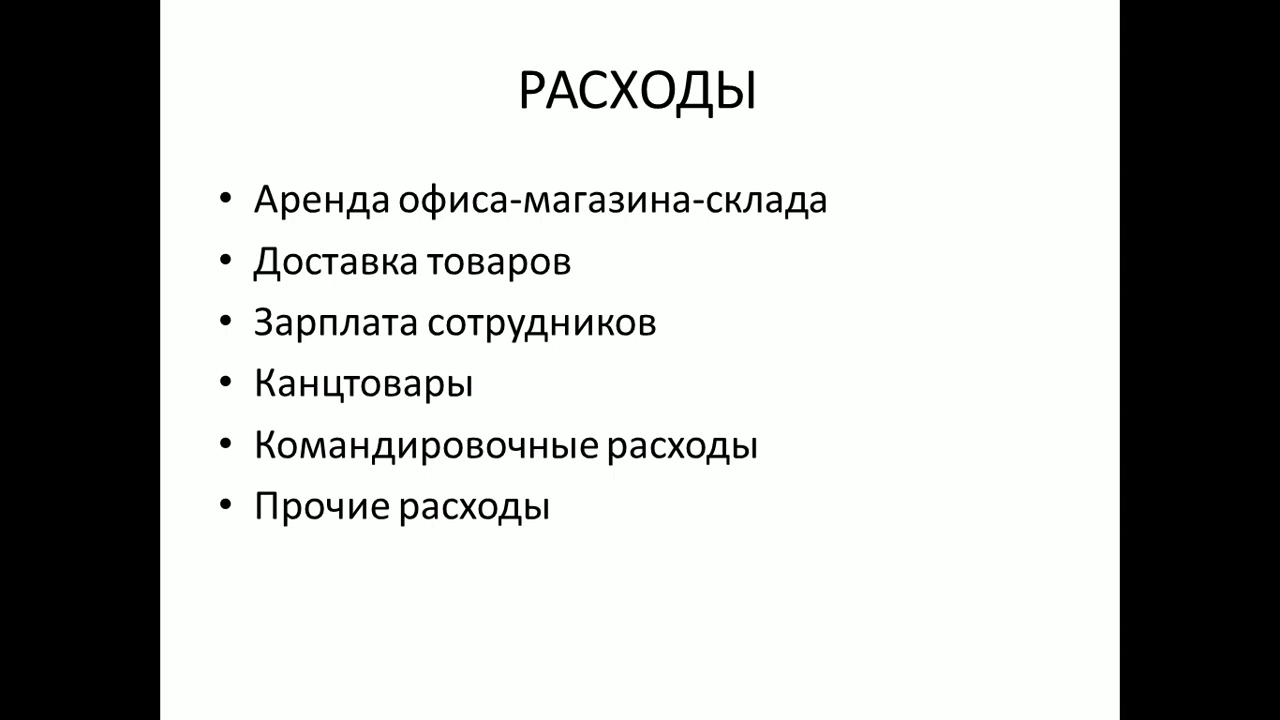 РАСХОДЫ
• Аренда офиса-магазина-склада
• Доставка товаров
• Зарплата сотрудников
• Канцтовары
• Командировочные расходы
• Прочие расходы